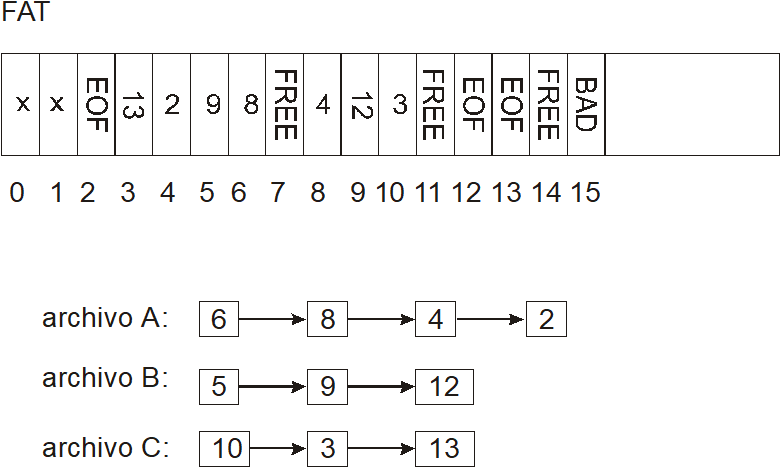 FAT
x x EOF 13 2 9 8 FREE 4 12 3 FREE EOF EOF FREE BAD
0 1 2 3 4 5 6 7 8 9 10 11 12 13 14 15
archivo A: 6 8 4 2
archivo B: 5 9 12
archivo C: 10 3 13